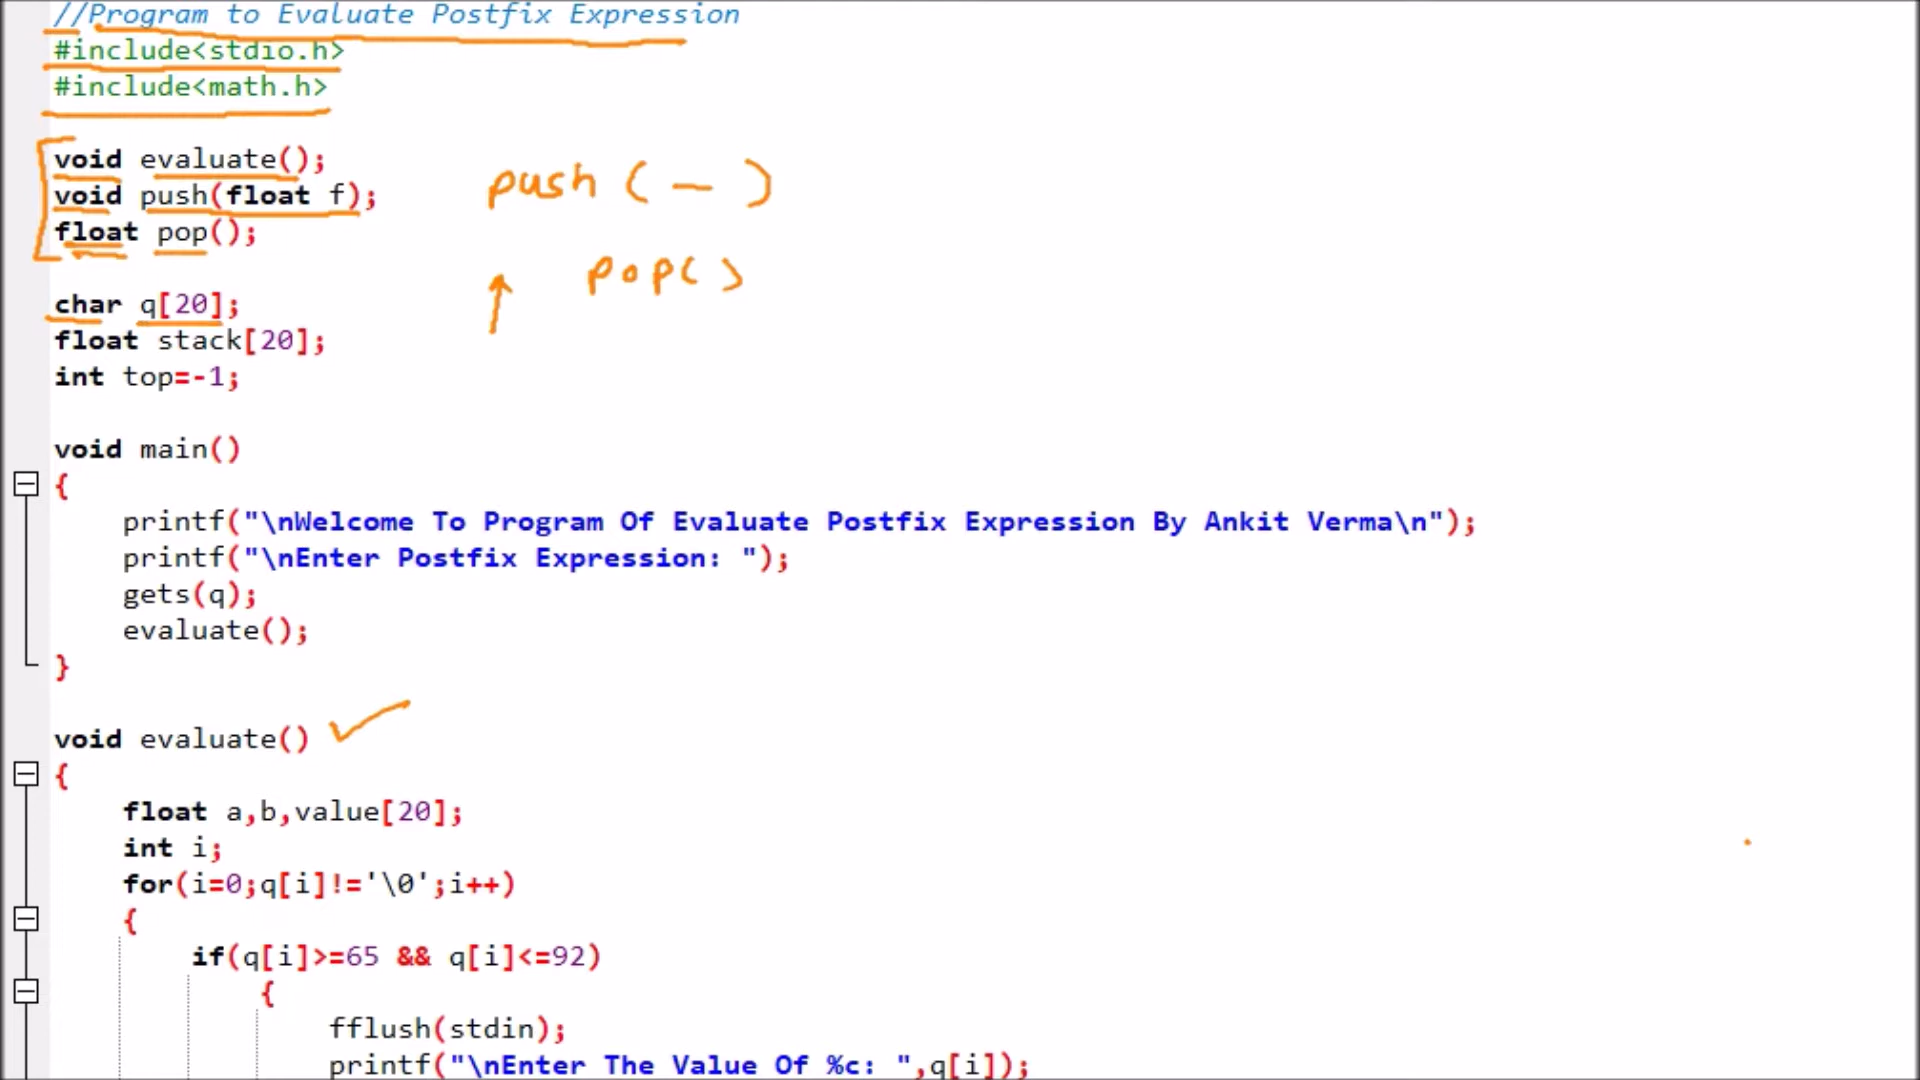 //Program to Evaluate Postfix Expression
#include<stdio.h>
#include<math.h>
void evaluate();
void push(float f);
float pop();
push ( — )
pop()
char q[20];
float stack[20];
int top=-1;
void main()
{
printf("\nWelcome To Program Of Evaluate Postfix Expression By Ankit Verma\n");
printf("\nEnter Postfix Expression: ");
gets(q);
evaluate();
}
void evaluate()
{
float a,b,value[20];
int i;
for(i=0;q[i]!='\0';i++)
{
if(q[i]>=65 && q[i]<=92)
{
fflush(stdin);
printf("\nEnter The Value Of %c: ",q[i]);